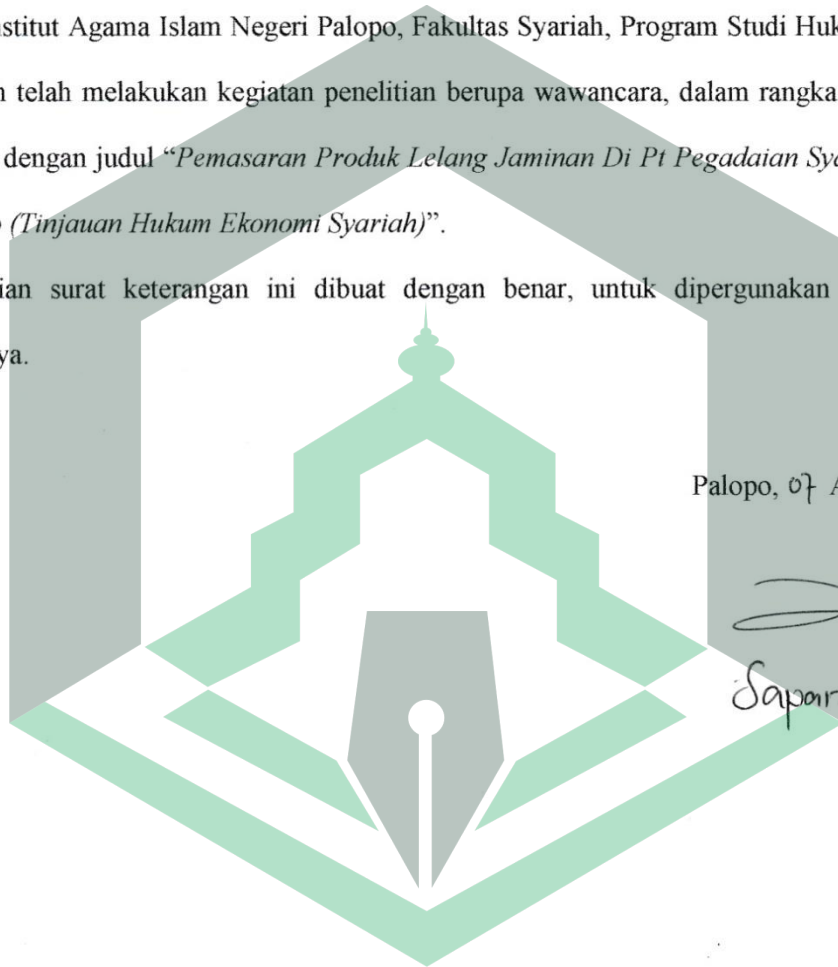 nstitut Agama Islam Negeri Palopo, Fakultas Syariah, Program Studi Huk
n telah melakukan kegiatan penelitian berupa wawancara, dalam rangka
dengan judul “Pemasaran Produk Lelang Jaminan Di Pt Pegadaian Sya
(Tinjauan Hukum Ekonomi Syariah)”.
ian surat keterangan ini dibuat dengan benar, untuk dipergunakan
ya.
Palopo, 07 A
Sapar